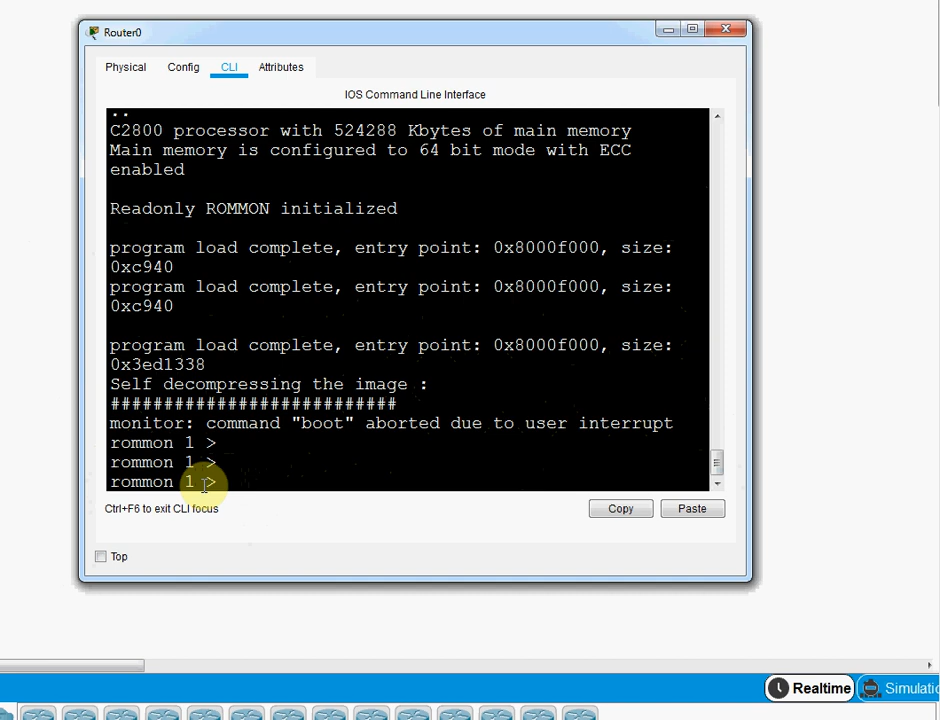 Router0
Physical Config CLI Attributes
IOS Command Line Interface
..
C2800 processor with 524288 Kbytes of main memory
Main memory is configured to 64 bit mode with ECC
enabled
Readonly ROMMON initialized
program load complete, entry point: 0x8000f000, size:
0xc940
program load complete, entry point: 0x8000f000, size:
0xc940
program load complete, entry point: 0x8000f000, size:
0x3ed1338
Self decompressing the image :
###########################
monitor: command "boot" aborted due to user interrupt
rommon 1 >
rommon 1 >
rommon 1 >
Ctrl+F6 to exit CLI focus
Copy Paste
Top
Realtime Simulatio